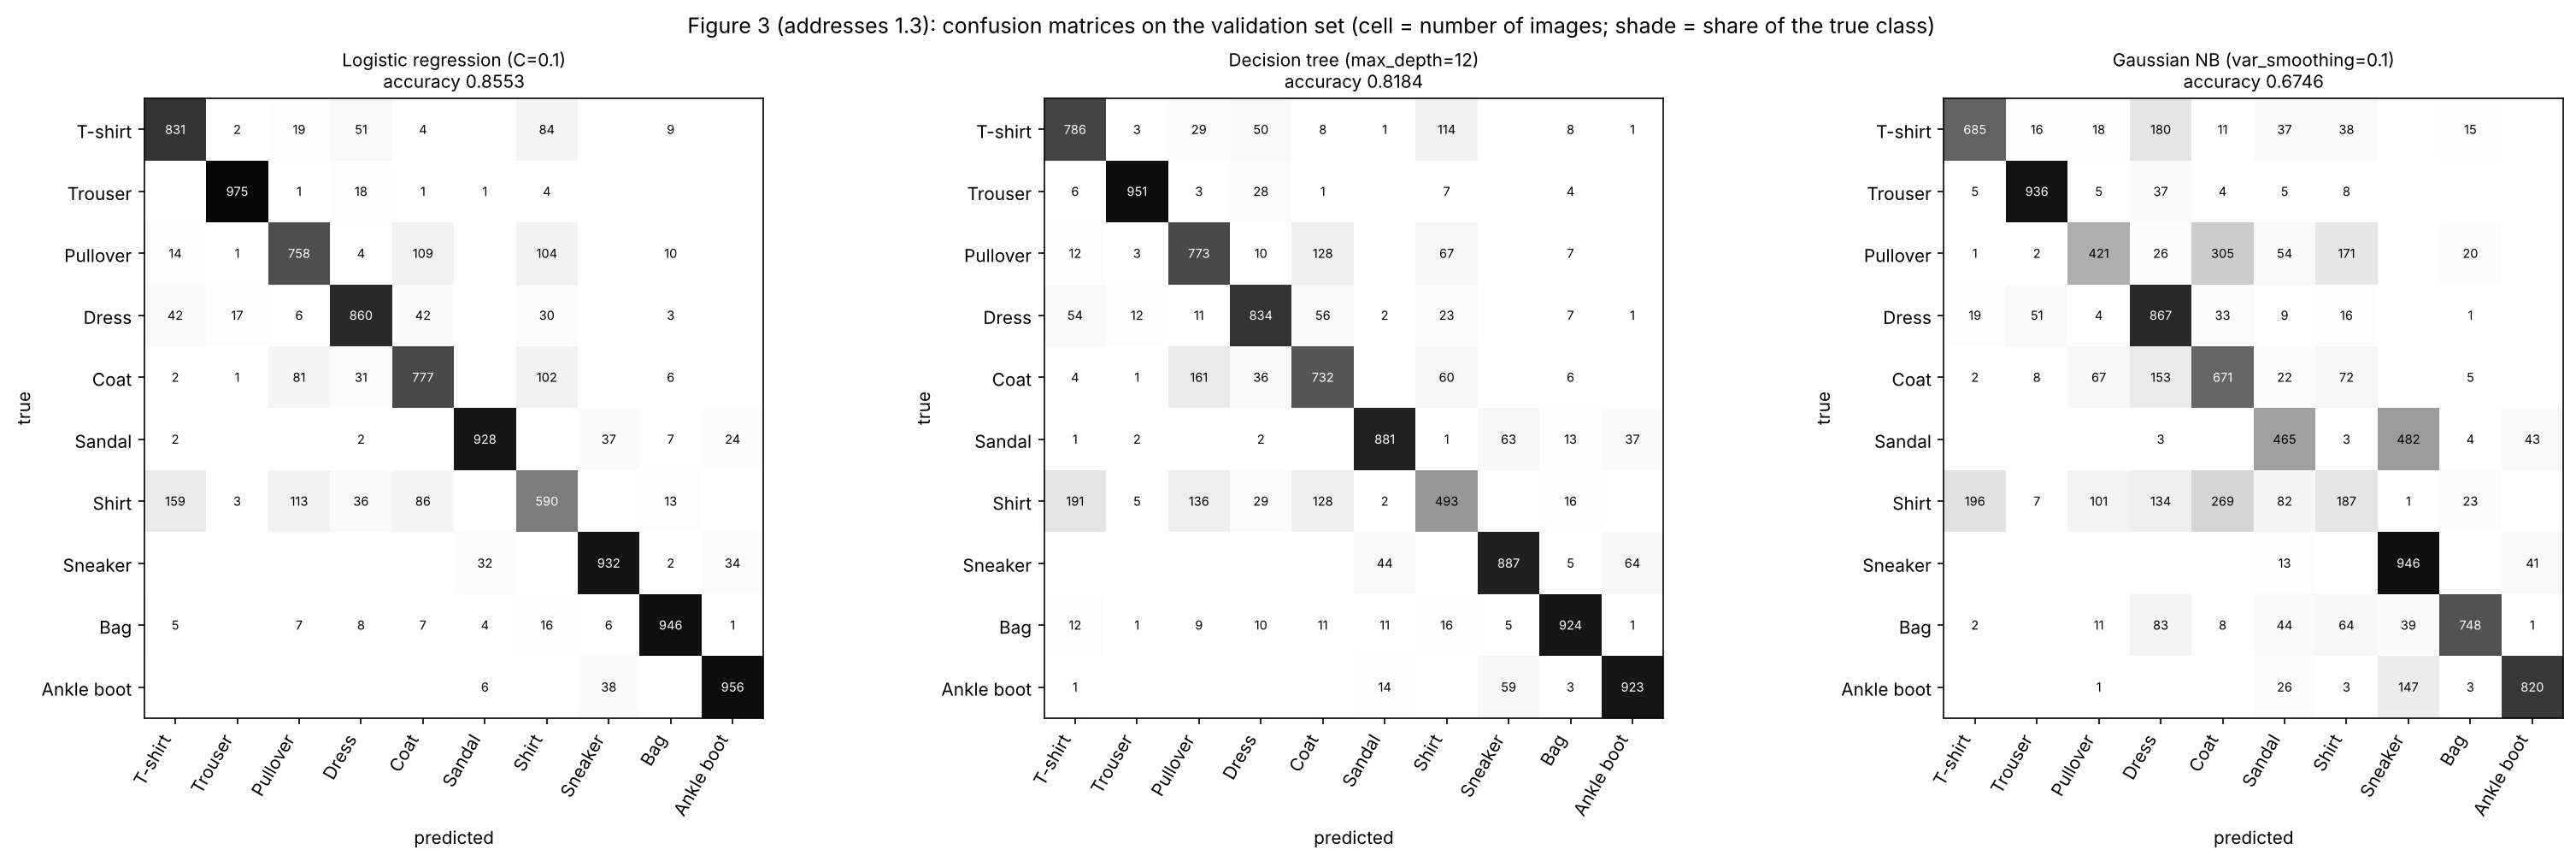 Figure 3 (addresses 1.3): confusion matrices on the validation set (cell = number of images; shade = share of the true class)
Logistic regression (C=0.1)
accuracy 0.8553
true
T-shirt 831 2 19 51 4 84 9
Trouser 975 1 18 1 1 4
Pullover 14 1 758 4 109 104 10
Dress 42 17 6 860 42 30 3
Coat 2 1 81 31 777 102 6
Sandal 2 2 928 37 7 24
Shirt 159 3 113 36 86 590 13
Sneaker 32 932 2 34
Bag 5 7 8 7 4 16 6 946 1
Ankle boot 6 38 956
T-shirt Trouser Pullover Dress Coat Sandal Shirt Sneaker Bag Ankle boot
predicted
Decision tree (max_depth=12)
accuracy 0.8184
true
T-shirt 786 3 29 50 8 1 114 8 1
Trouser 6 951 3 28 1 7 4
Pullover 12 3 773 10 128 67 7
Dress 54 12 11 834 56 2 23 7 1
Coat 4 1 161 36 732 60 6
Sandal 1 2 2 881 1 63 13 37
Shirt 191 5 136 29 128 2 493 16
Sneaker 44 887 5 64
Bag 12 1 9 10 11 11 16 5 924 1
Ankle boot 1 14 59 3 923
T-shirt Trouser Pullover Dress Coat Sandal Shirt Sneaker Bag Ankle boot
predicted
Gaussian NB (var_smoothing=0.1)
accuracy 0.6746
true
T-shirt 685 16 18 180 11 37 38 15
Trouser 5 936 5 37 4 5 8
Pullover 1 2 421 26 305 54 171 20
Dress 19 51 4 867 33 9 16 1
Coat 2 8 67 153 671 22 72 5
Sandal 3 465 3 482 4 43
Shirt 196 7 101 134 269 82 187 1 23
Sneaker 13 946 41
Bag 2 11 83 8 44 64 39 748 1
Ankle boot 1 26 3 147 3 820
T-shirt Trouser Pullover Dress Coat Sandal Shirt Sneaker Bag Ankle boot
predicted